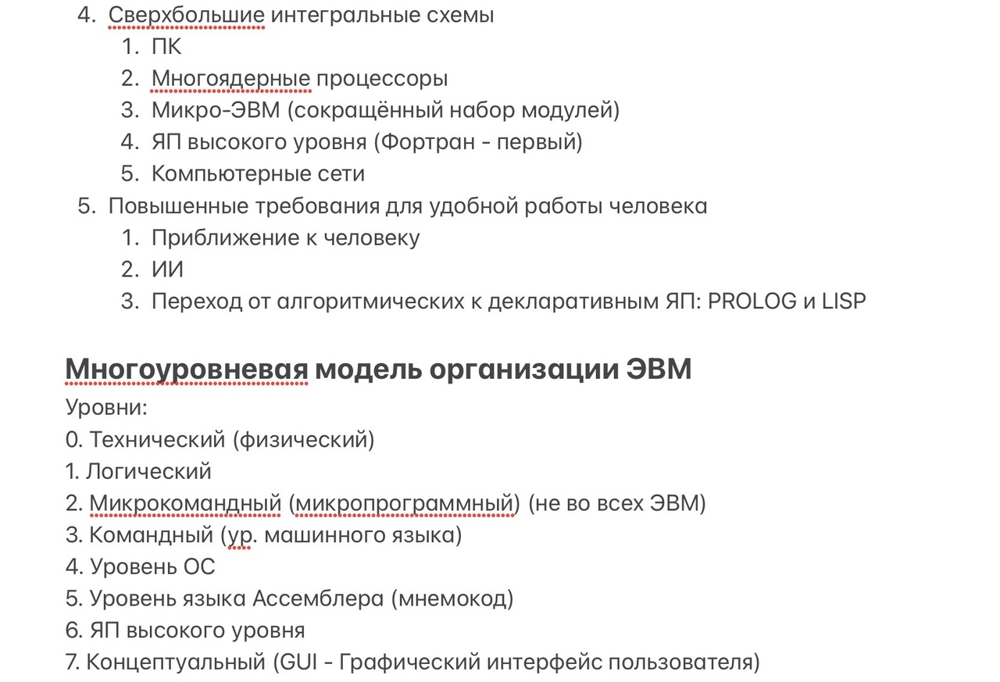 4. Сверхбольшие интегральные схемы
1. ПК
2. Многоядерные процессоры
3. Микро-ЭВМ (сокращённый набор модулей)
4. ЯП высокого уровня (Фортран - первый)
5. Компьютерные сети
5. Повышенные требования для удобной работы человека
1. Приближение к человеку
2. ИИ
3. Переход от алгоритмических к декларативным ЯП: PROLOG и LISP
Многоуровневая модель организации ЭВМ
Уровни:
0. Технический (физический)
1. Логический
2. Микрокомандный (микропрограммный) (не во всех ЭВМ)
3. Командный (ур. машинного языка)
4. Уровень ОС
5. Уровень языка Ассемблера (мнемокод)
6. ЯП высокого уровня
7. Концептуальный (GUI - Графический интерфейс пользователя)